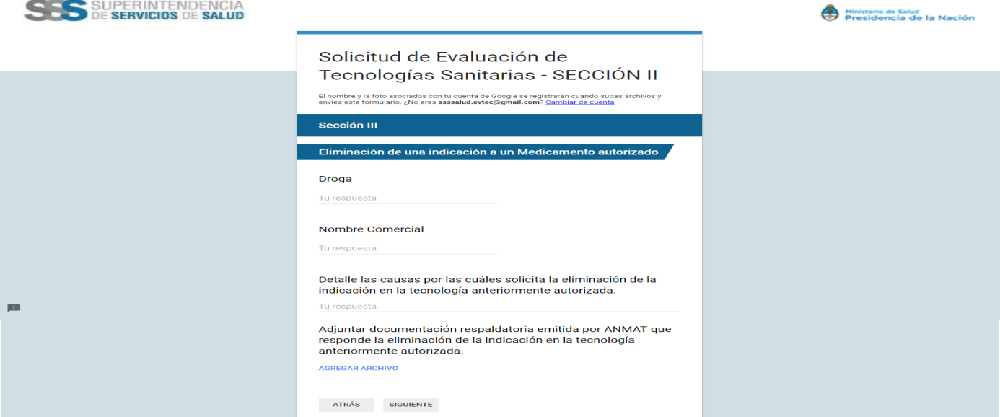 SSS SUPERINTENDENCIA
DE SERVICIOS DE SALUD
Ministerio de Salud
Presidencia de la Nación
Solicitud de Evaluación de
Tecnologías Sanitarias - SECCIÓN II
El nombre y la foto asociados con tu cuenta de Google se registrarán cuando subas archivos y
envíes este formulario. ¿No eres ssssalud.evtec@gmail.com? Cambiar de cuenta
Sección III
Eliminación de una indicación a un Medicamento autorizado
Droga
Tu respuesta
Nombre Comercial
Tu respuesta
Detalle las causas por las cuáles solicita la eliminación de la
indicación en la tecnología anteriormente autorizada.
Tu respuesta
Adjuntar documentación respaldatoria emitida por ANMAT que
responde la eliminación de la indicación en la tecnología
anteriormente autorizada.
AGREGAR ARCHIVO
ATRÁS SIGUIENTE